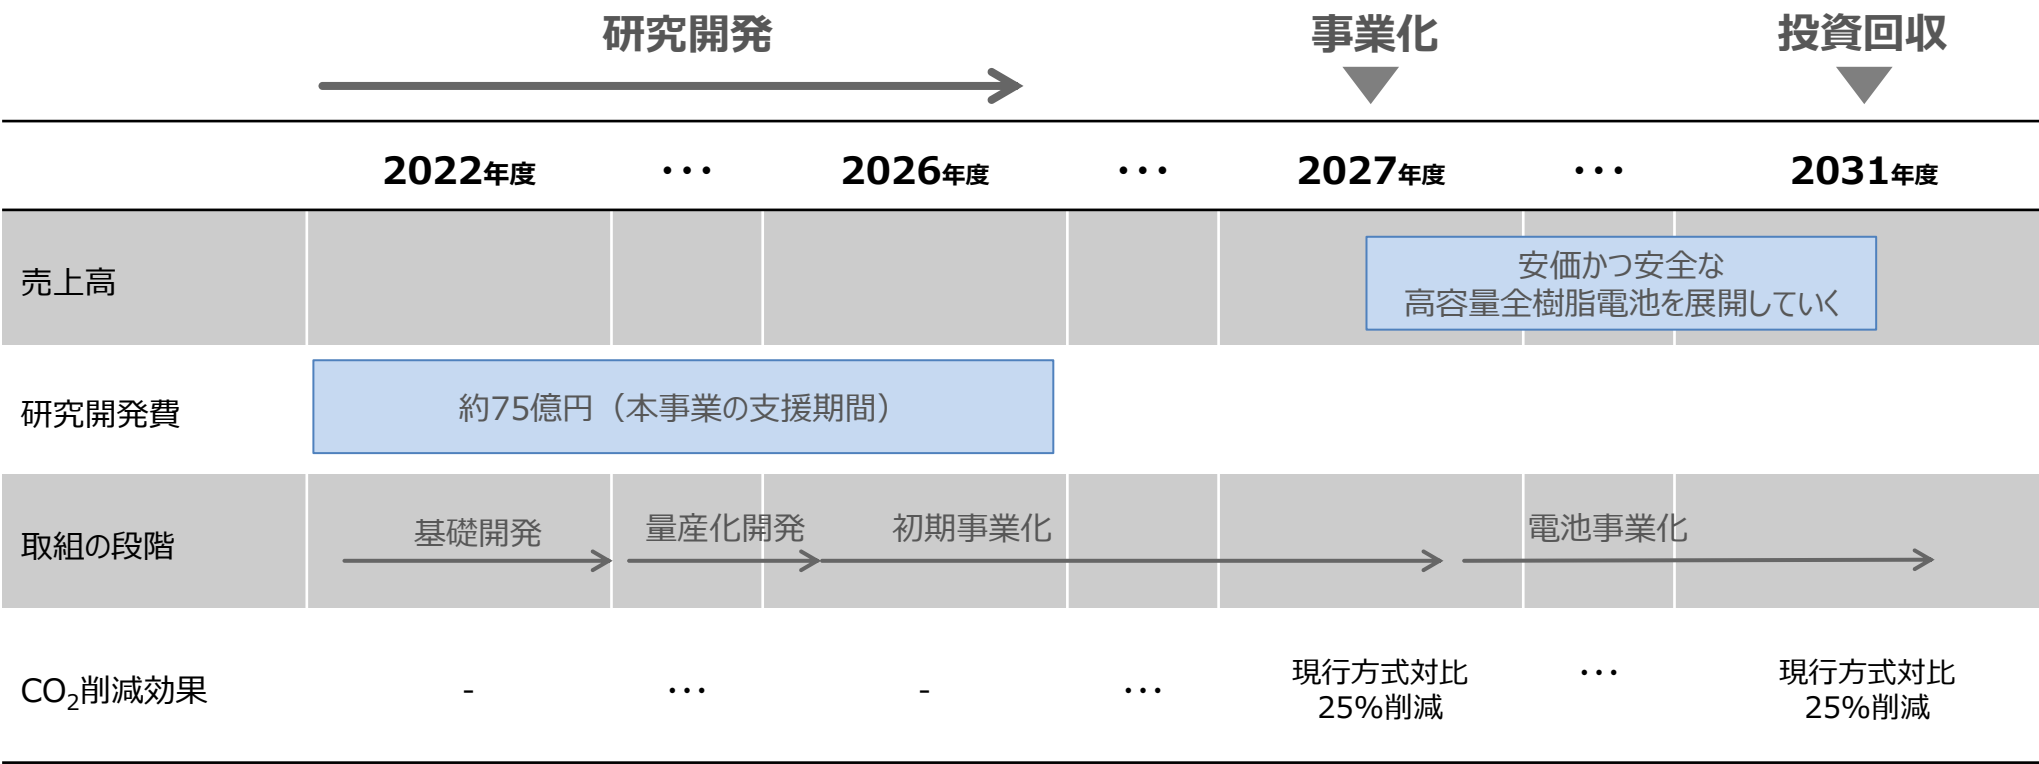 研究開発 事業化 投資回収
2022年度 ・・・ 2026年度 ・・・ 2027年度 ・・・ 2031年度
売上高
安価かつ安全な
高容量全樹脂電池を展開していく
研究開発費
約75億円（本事業の支援期間）
取組の段階
基礎開発 量産化開発 初期事業化 電池事業化
CO2削減効果
- ・・・ - ・・・ 現行方式対比 ・・・ 現行方式対比
25%削減 25%削減